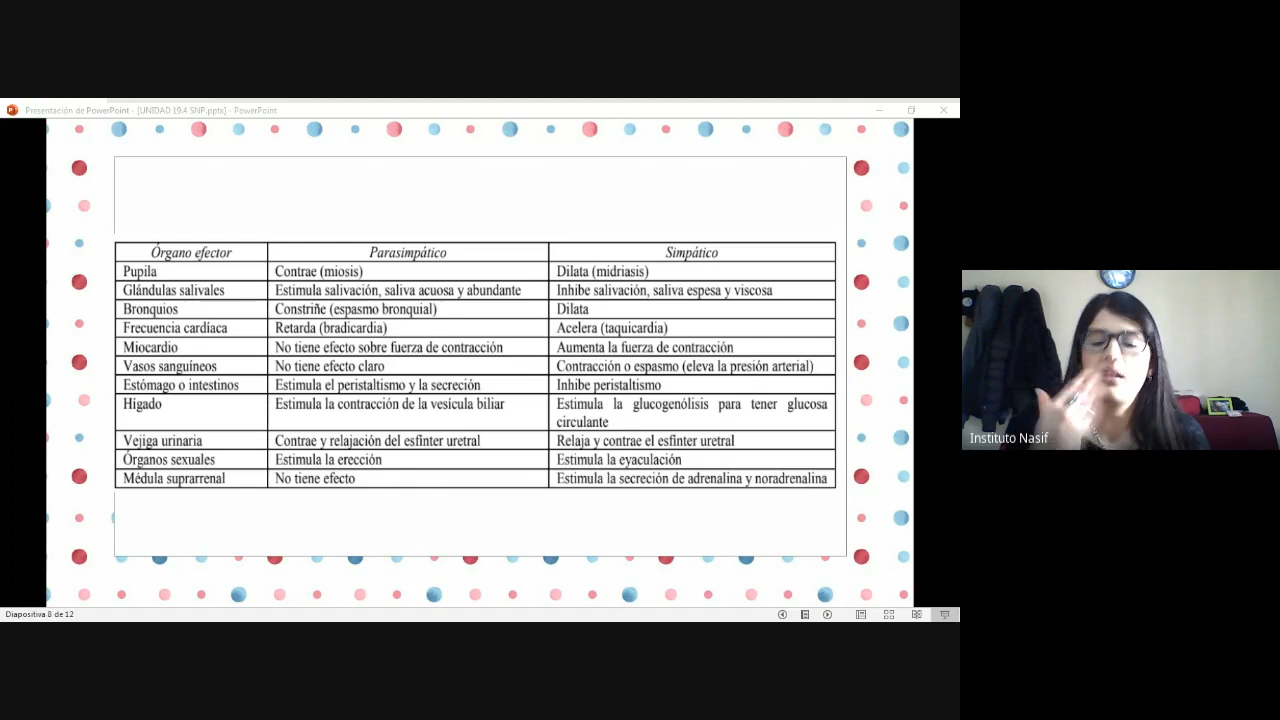 Presentación de PowerPoint - [UNIDAD 19.4 SNP.pptx] - PowerPoint
Órgano efector Parasimpático Simpático
Pupila Contrae (miosis) Dilata (midriasis)
Glándulas salivales Estimula salivación, saliva acuosa y abundante Inhibe salivación, saliva espesa y viscosa
Bronquios Constriñe (espasmo bronquial) Dilata
Frecuencia cardíaca Retarda (bradicardia) Acelera (taquicardia)
Miocardio No tiene efecto sobre fuerza de contracción Aumenta la fuerza de contracción
Vasos sanguíneos No tiene efecto claro Contracción o espasmo (eleva la presión arterial)
Estómago o intestinos Estimula el peristaltismo y la secreción Inhibe peristaltismo
Hígado Estimula la contracción de la vesícula biliar Estimula la glucogenólisis para tener glucosa
circulante
Vejiga urinaria Contrae y relajación del esfínter uretral Relaja y contrae el esfínter uretral
Órganos sexuales Estimula la erección Estimula la eyaculación
Médula suprarrenal No tiene efecto Estimula la secreción de adrenalina y noradrenalina
Instituto Nasif
Diapositiva 8 de 12